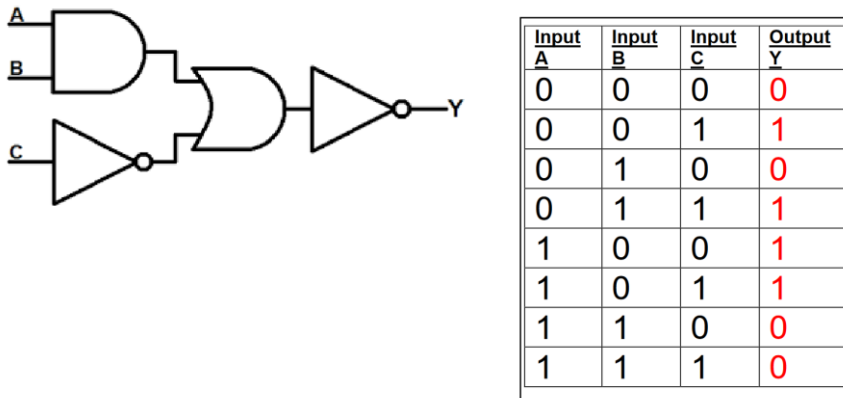 A
B
C
Y
Input A Input B Input C Output Y
0 0 0 0
0 0 1 1
0 1 0 0
0 1 1 1
1 0 0 1
1 0 1 1
1 1 0 0
1 1 1 0